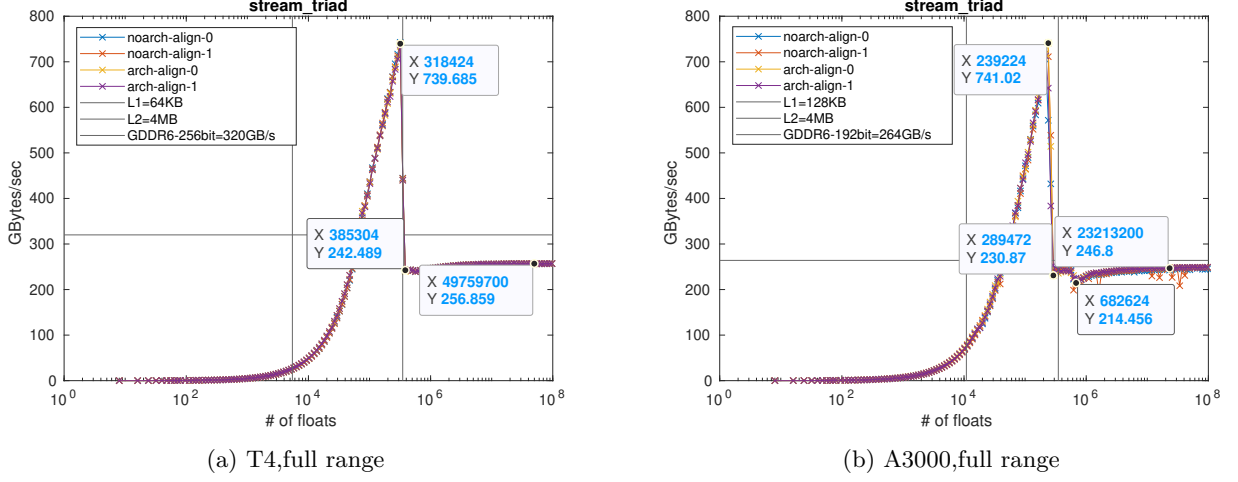 stream_triad
800
700
600
500
400
300
200
100
0
GBytes/sec
noarch-align-0
noarch-align-1
arch-align-0
arch-align-1
L1=64KB
L2=4MB
GDDR6-256bit=320GB/s
X 318424
Y 739.685
X 385304
Y 242.489
X 49759700
Y 256.859
10^0 10^2 10^4 10^6 10^8
# of floats
(a) T4,full range
stream_triad
800
700
600
500
400
300
200
100
0
GBytes/sec
noarch-align-0
noarch-align-1
arch-align-0
arch-align-1
L1=128KB
L2=4MB
GDDR6-192bit=264GB/s
X 239224
Y 741.02
X 289472
Y 230.87
X 23213200
Y 246.8
X 682624
Y 214.456
10^0 10^2 10^4 10^6 10^8
# of floats
(b) A3000,full range